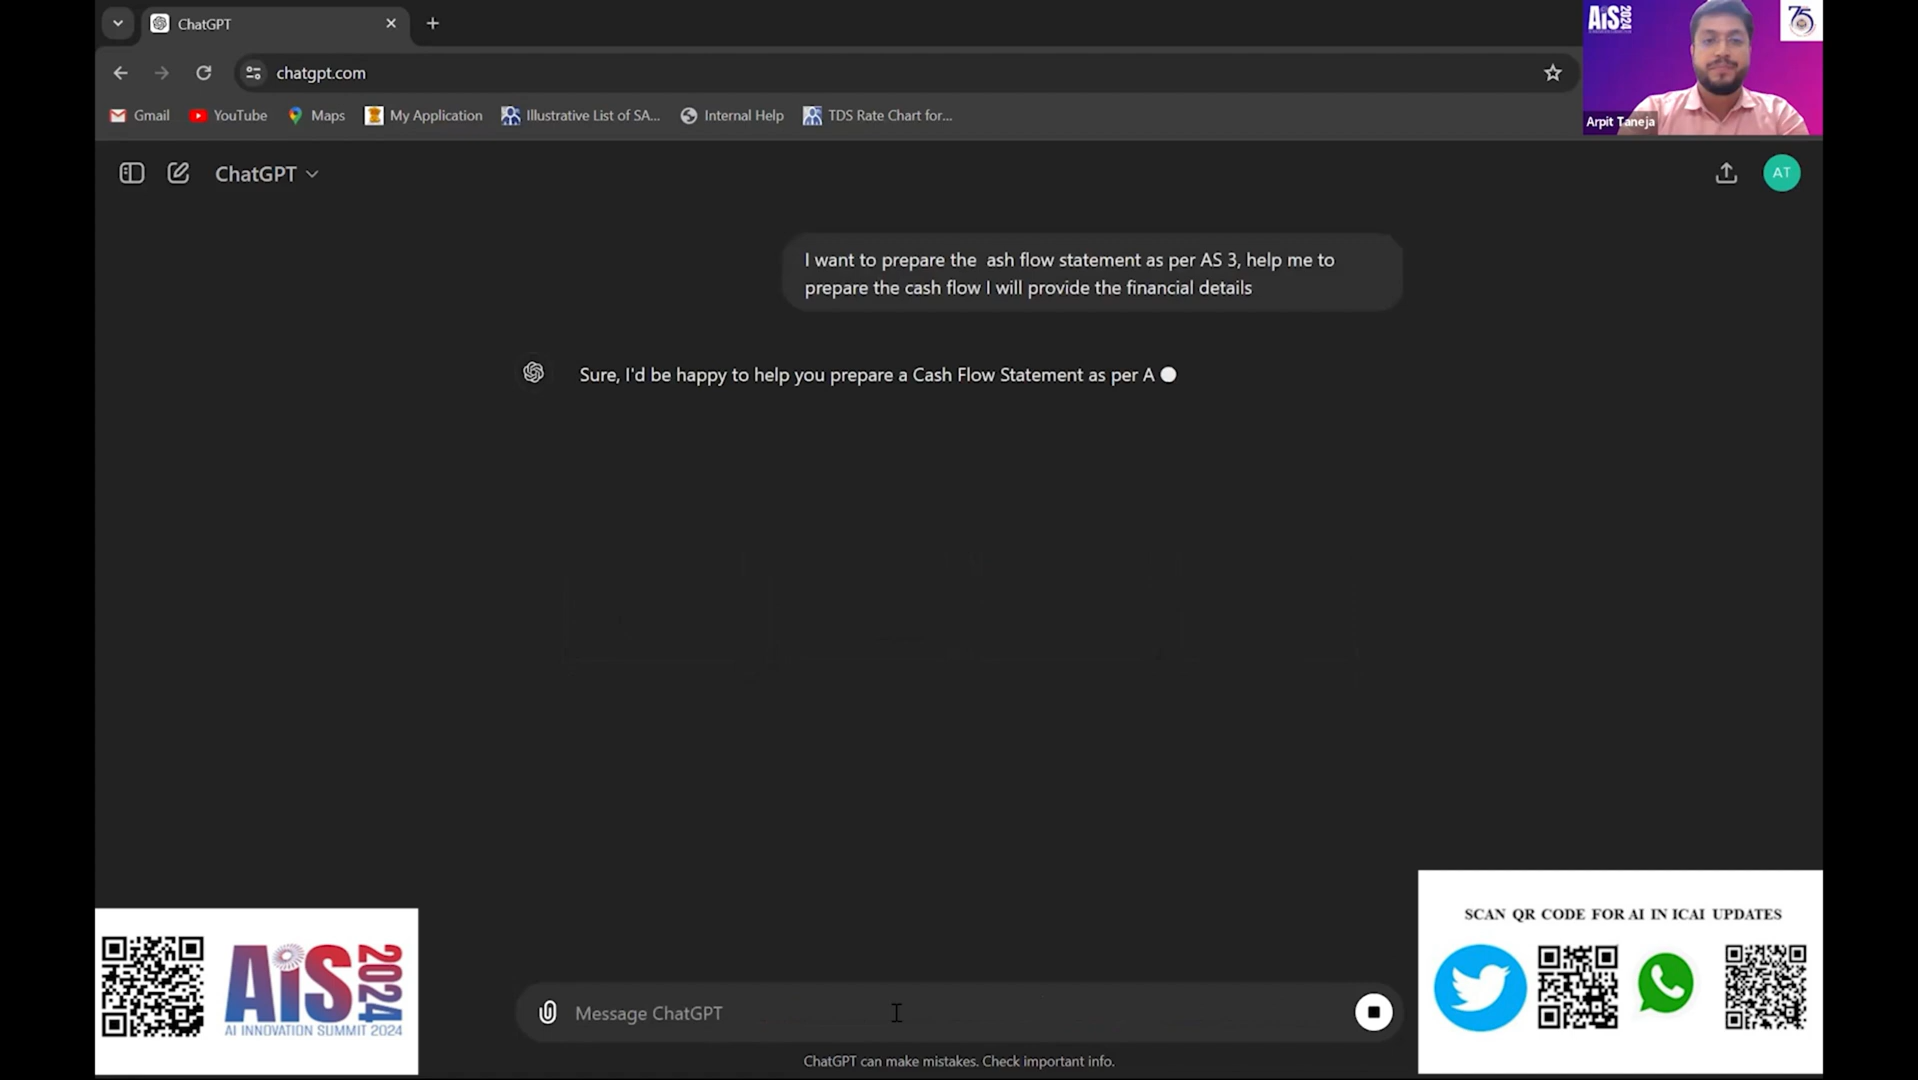 ChatGPT
chatgpt.com
Gmail
YouTube
Maps
My Application
Illustrative List of SA...
Internal Help
TDS Rate Chart for...
AiS 2024
75
Arpit Taneja
ChatGPT
AT
I want to prepare the  ash flow statement as per AS 3, help me to
prepare the cash flow I will provide the financial details
Sure, I'd be happy to help you prepare a Cash Flow Statement as per A
AiS 2024
AI INNOVATION SUMMIT 2024
SCAN QR CODE FOR AI IN ICAI UPDATES
Message ChatGPT
ChatGPT can make mistakes. Check important info.